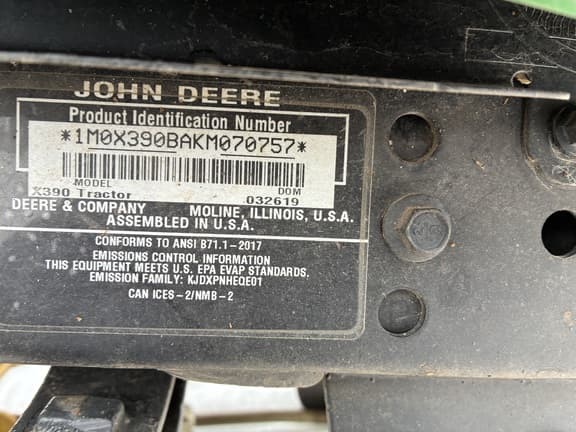 JOHN DEERE
Product Identification Number
*1M0X390BAKM070757*
MODEL DOM
X390 Tractor 032619
DEERE & COMPANY MOLINE, ILLINOIS, U.S.A.
ASSEMBLED IN U.S.A.
CONFORMS TO ANSI B71.1-2017
EMISSIONS CONTROL INFORMATION
THIS EQUIPMENT MEETS U.S. EPA EVAP STANDARDS.
EMISSION FAMILY: KJDXPNHEQE01
CAN ICES-2/NMB-2